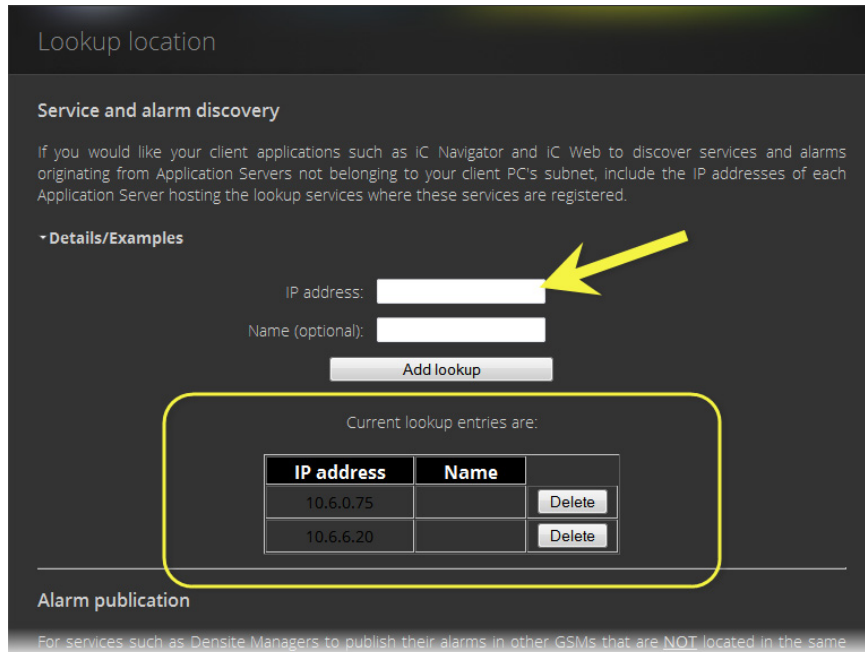 Lookup location
Service and alarm discovery
If you would like your client applications such as iC Navigator and iC Web to discover services and alarms
originating from Application Servers not belonging to your client PC's subnet, include the IP addresses of each
Application Server hosting the lookup services where these services are registered.
Details/Examples
IP address:
Name (optional):
Add lookup
Current lookup entries are:
IP address Name
10.6.0.75 Delete
10.6.6.20 Delete
Alarm publication
For services such as Densite Managers to publish their alarms in other GSMs that are NOT located in the same